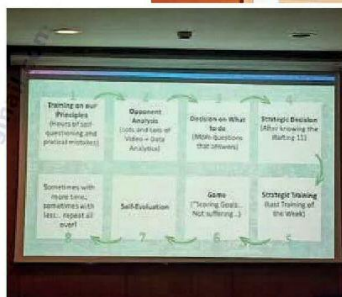 1
Training on our
Principles
(Hours of self-
questioning and
practical mistakes)
2
Opponent
Analysis
(Lots and Lots of
Video + Data
Analytics)
3
Decision on What
to do
(More questions
that answers)
4
Strategic Decision
(After knowing the
Starting 11)
Strategic Training
(Last Training of
the Week)
5
Game
("Scoring Goals...
Not suffering...)
6
Self-Evaluation
7
Sometimes with
more time,
sometimes with
less... repeat all
over!
8